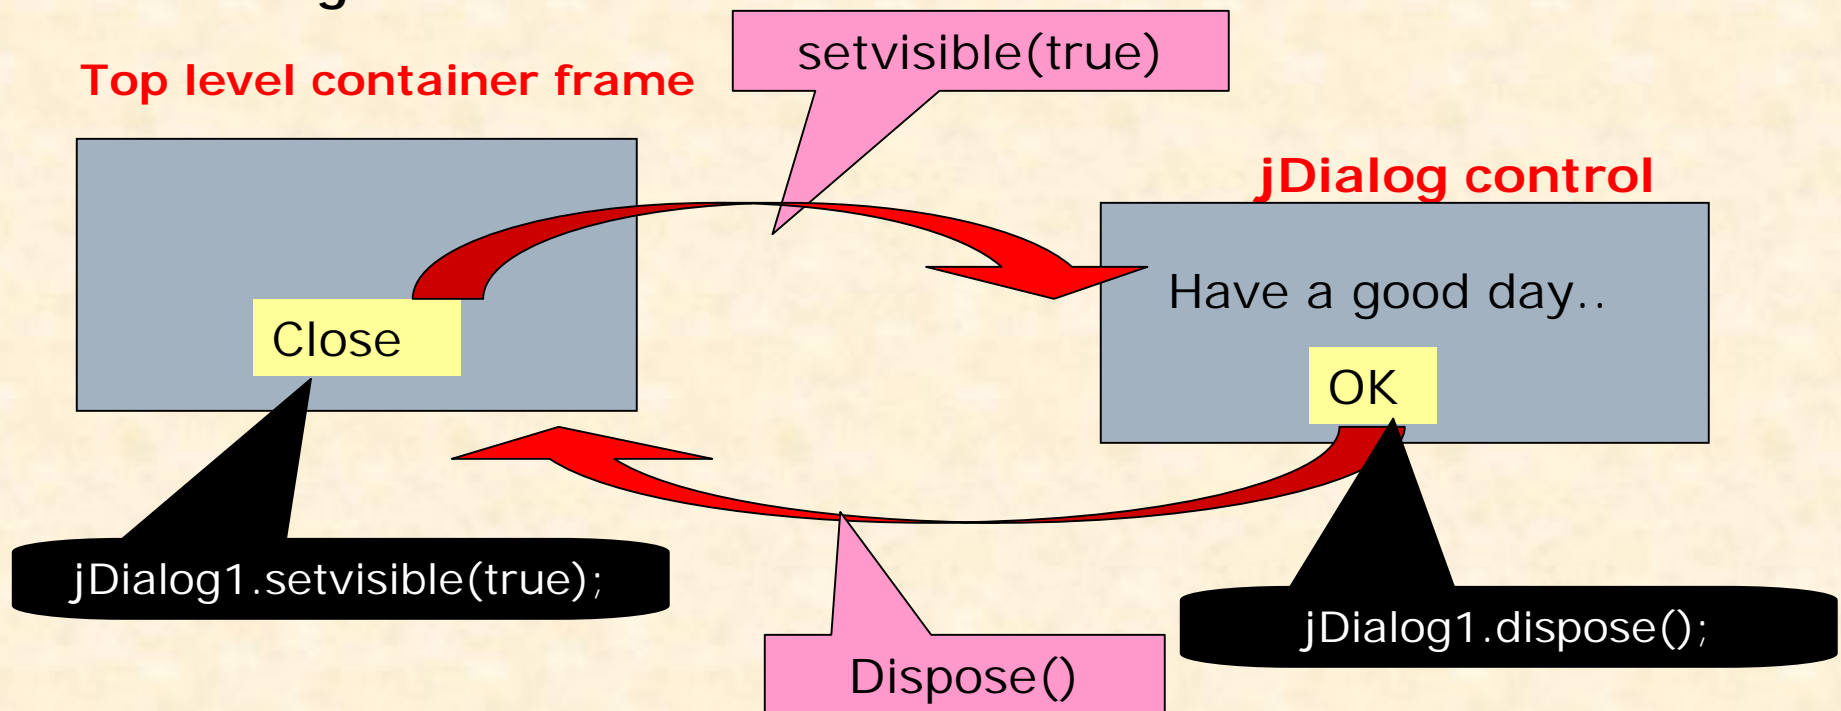 setvisible(true)
Top level container frame
jDialog control
Have a good day..
Close
OK
jDialog1.setvisible(true);
jDialog1.dispose();
Dispose()